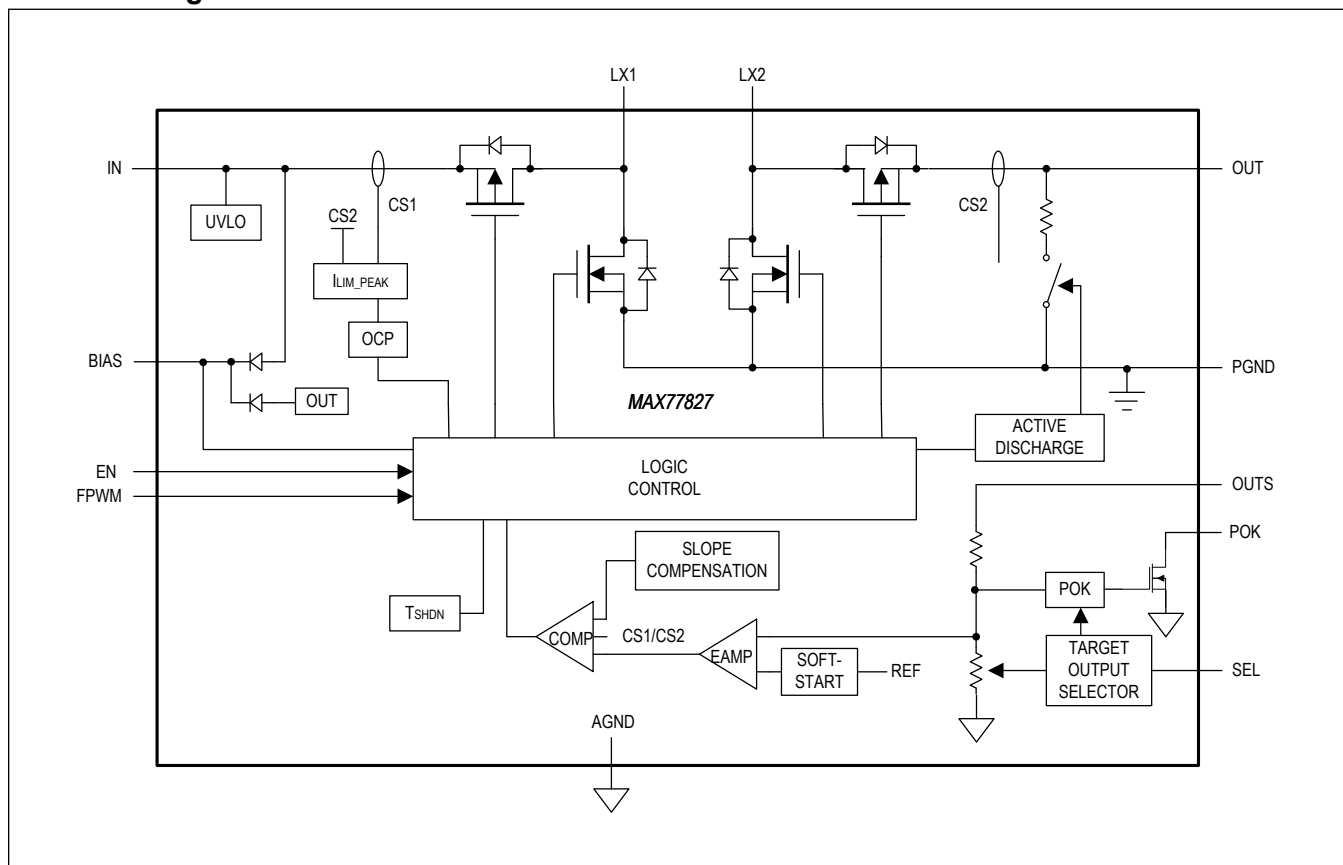 LX1
LX2
IN
OUT
UVLO
CS2
CS1
CS2
ILIM_PEAK
OCP
BIAS
OUT
PGND
MAX77827
ACTIVE
DISCHARGE
EN
FPWM
LOGIC
CONTROL
OUTS
POK
SLOPE
COMPENSATION
POK
TSHDN
COMP
CS1/CS2
EAMP
SOFT-
START
REF
TARGET
OUTPUT
SELECTOR
SEL
AGND